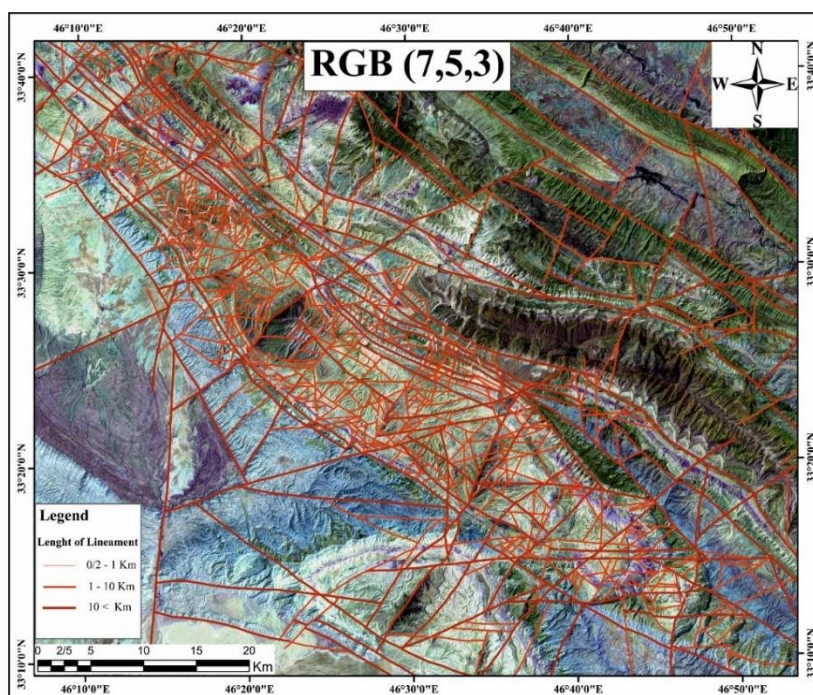 46°10'0"E 46°20'0"E 46°30'0"E 46°40'0"E 46°50'0"E
RGB (7,5,3)
N
W E
S
33°40'0"N 33°40'0"N
33°30'0"N 33°30'0"N
33°20'0"N 33°20'0"N
33°10'0"N 33°10'0"N
Legend
Lenght of Lineament
0/2 - 1 Km
1 - 10 Km
10 < Km
0 2/5 5 10 15 20
Km
46°10'0"E 46°20'0"E 46°30'0"E 46°40'0"E 46°50'0"E